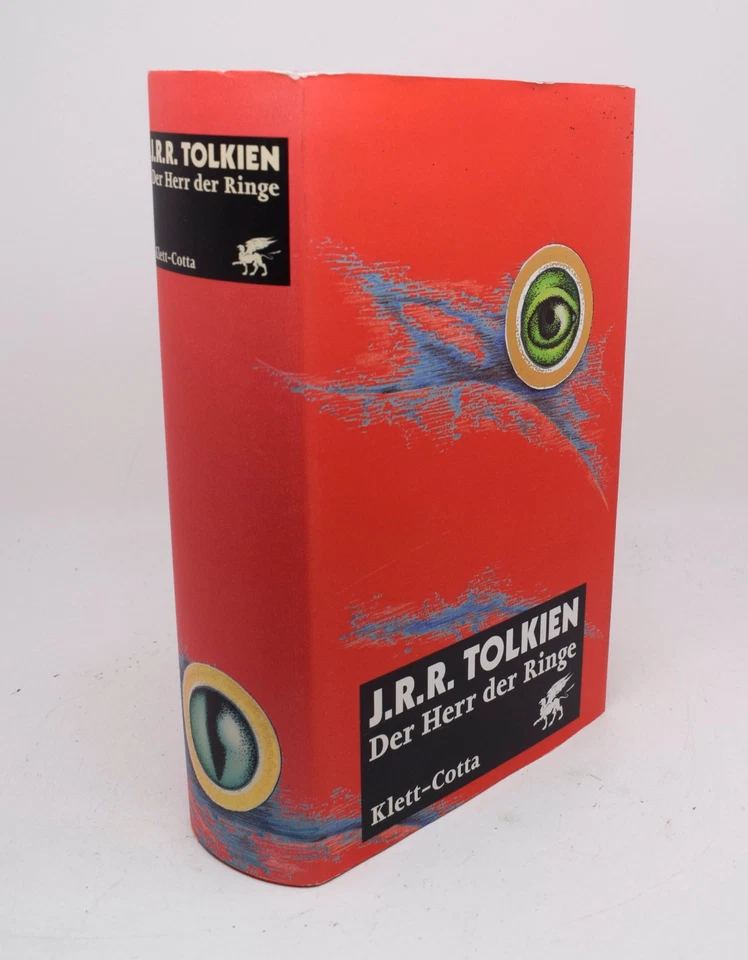 J.R.R. TOLKIEN
Der Herr der Ringe
Klett-Cotta
J.R.R. TOLKIEN
Der Herr der Ringe
Klett-Cotta